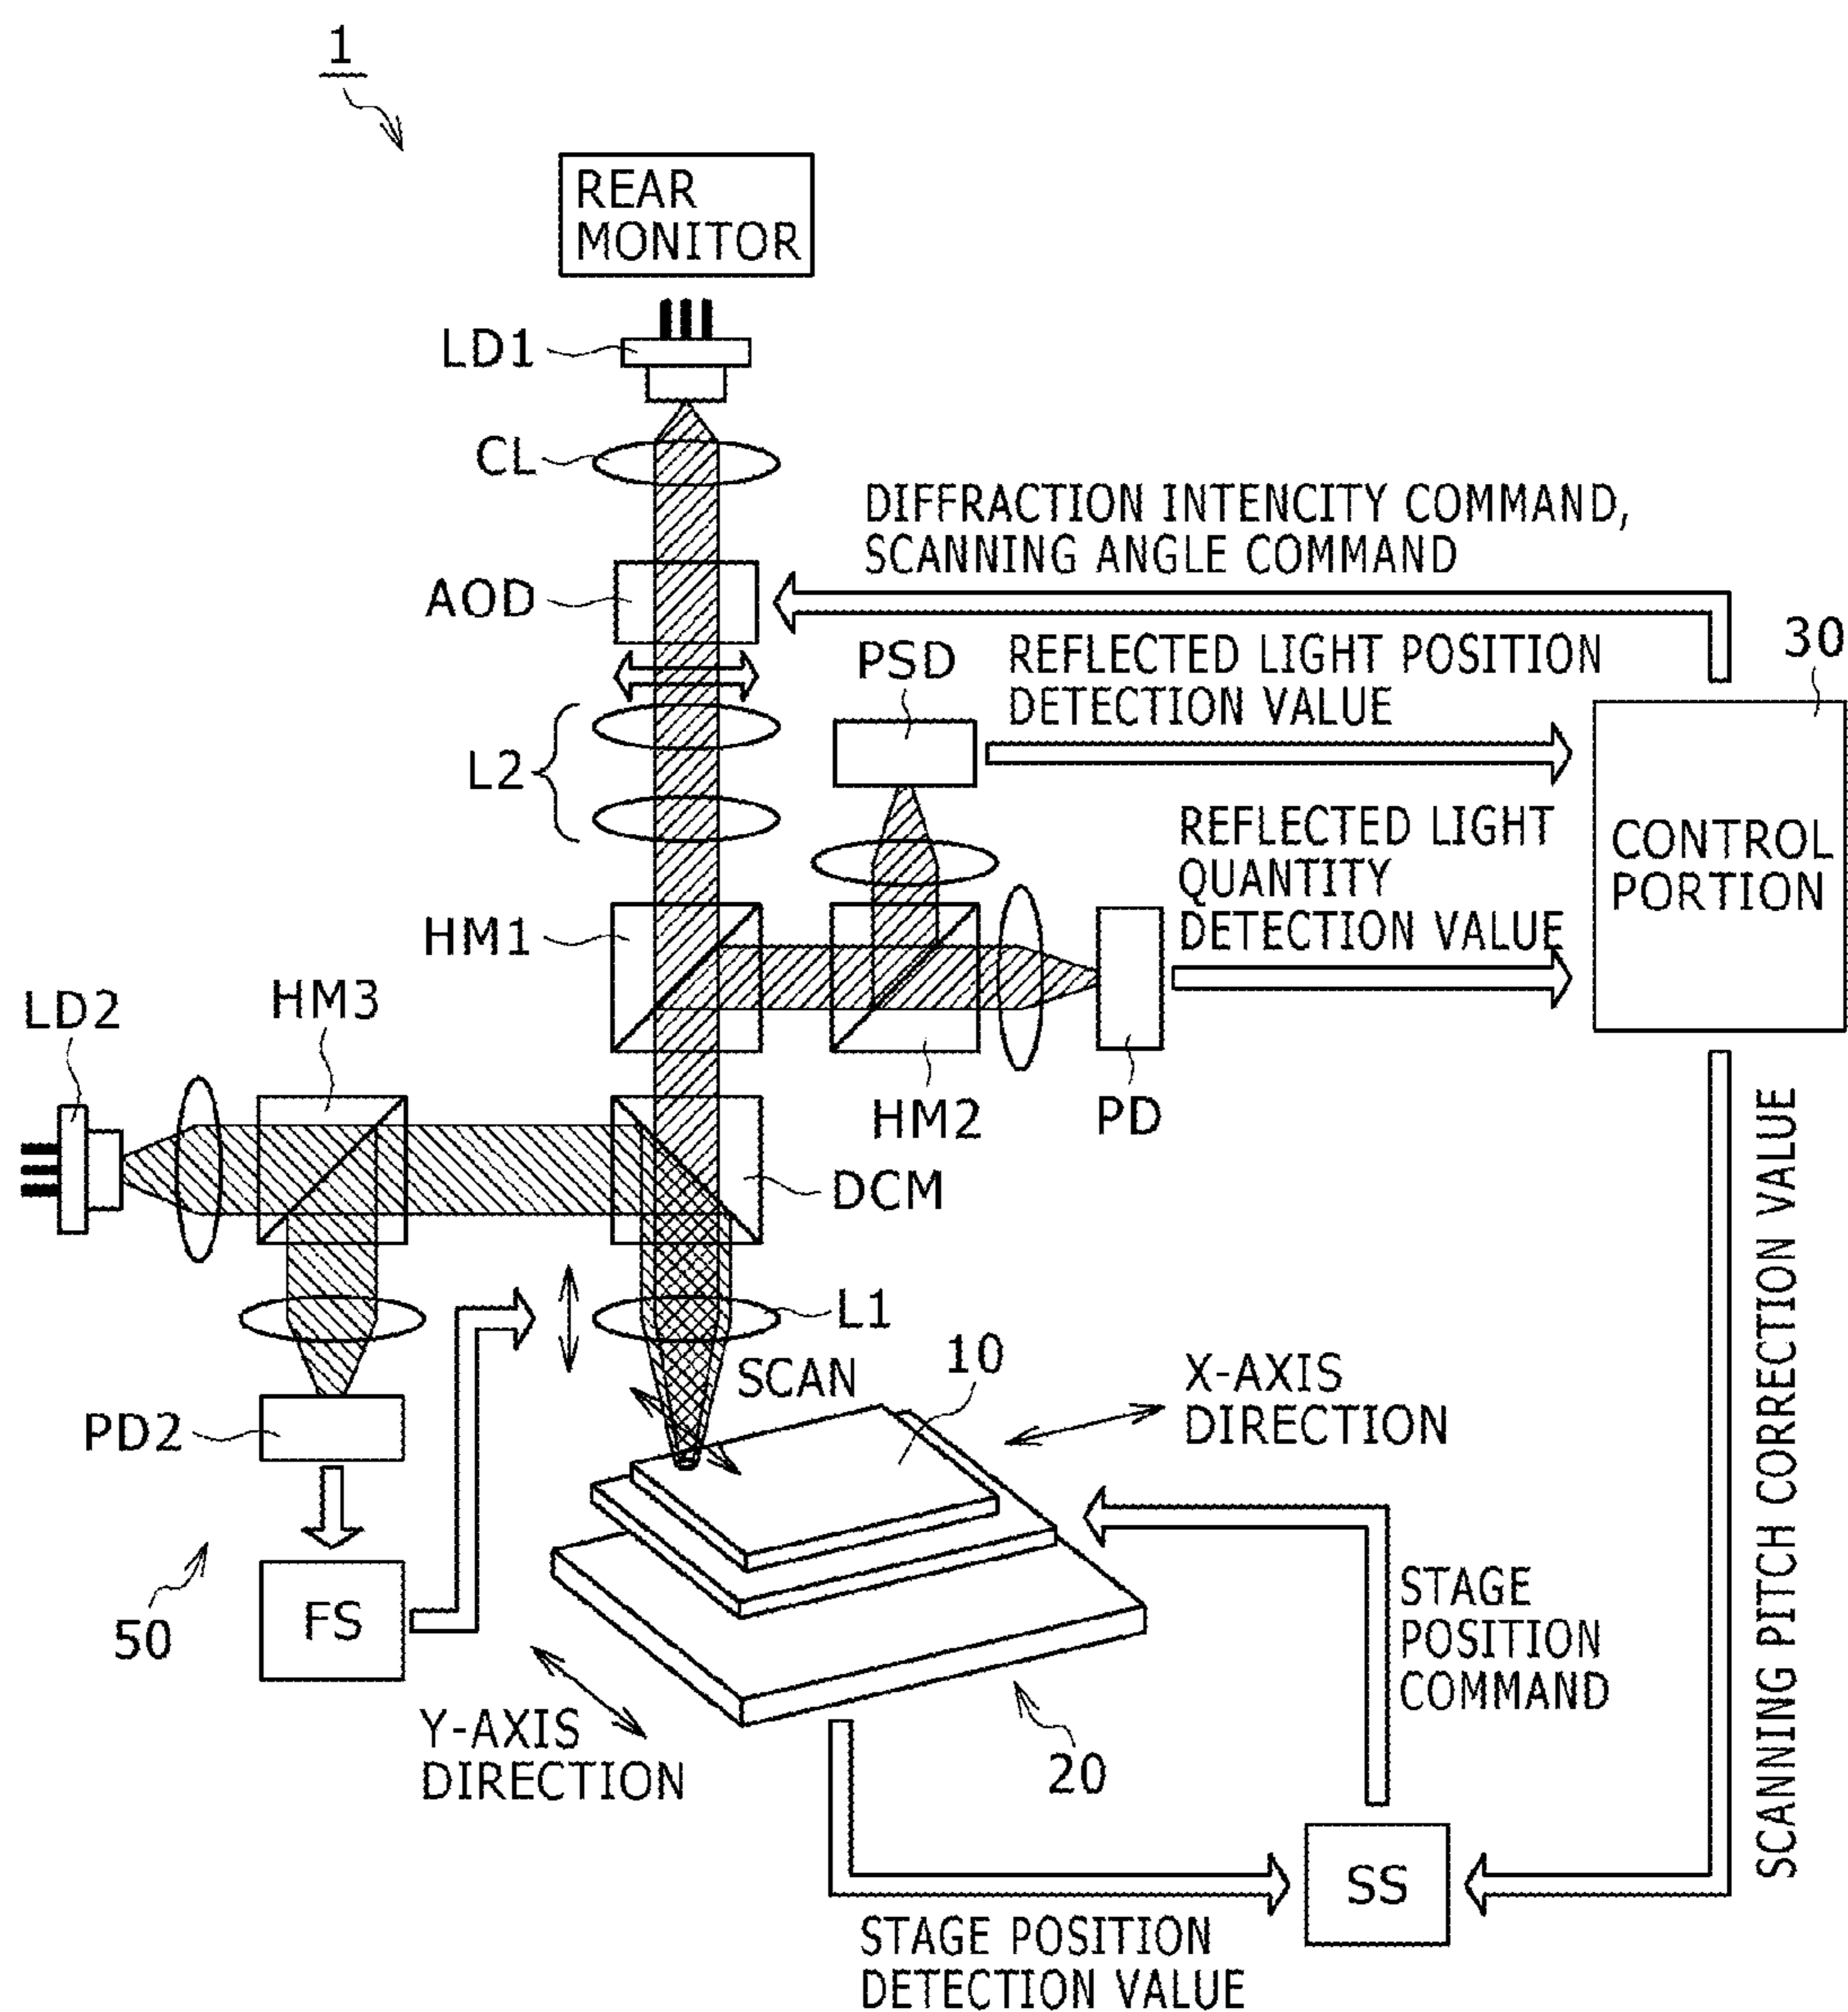 1
REAR
MONITOR
LD1
CL
DIFFRACTION INTENCITY COMMAND,
SCANNING ANGLE COMMAND
AOD
PSD
REFLECTED LIGHT POSITION
DETECTION VALUE
30
L2
REFLECTED LIGHT
QUANTITY
DETECTION VALUE
CONTROL
PORTION
HM1
HM3
LD2
HM2
PD
DCM
L1
SCAN
10
X-AXIS
DIRECTION
PD2
SCANNING PITCH CORRECTION VALUE
50
FS
STAGE
POSITION
COMMAND
Y-AXIS
DIRECTION
20
SS
STAGE POSITION
DETECTION VALUE